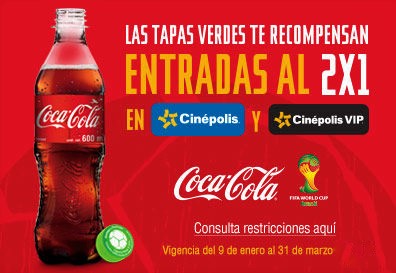 LAS TAPAS VERDES TE RECOMPENSAN
ENTRADAS AL 2X1
EN Cinépolis. Y Cinépolis VIP
Coca-Cola
600
Coca-Cola
FIFA WORLD CUP
Consulta restricciones aquí
Vigencia del 9 de enero al 31 de marzo